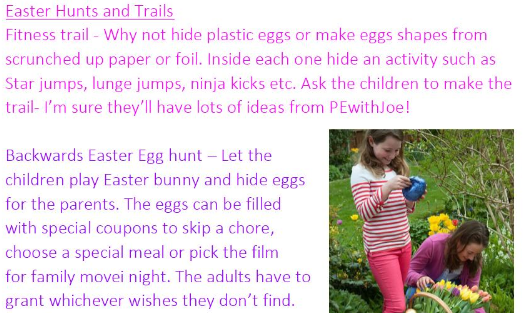 Easter Hunts and Trails
Fitness trail - Why not hide plastic eggs or make eggs shapes from
scrunched up paper or foil. Inside each one hide an activity such as
Star jumps, lunge jumps, ninja kicks etc. Ask the children to make the
trail- I'm sure they'll have lots of ideas from PEwithJoe!
Backwards Easter Egg hunt – Let the
children play Easter bunny and hide eggs
for the parents. The eggs can be filled
with special coupons to skip a chore,
choose a special meal or pick the film
for family movei night. The adults have to
grant whichever wishes they don't find.